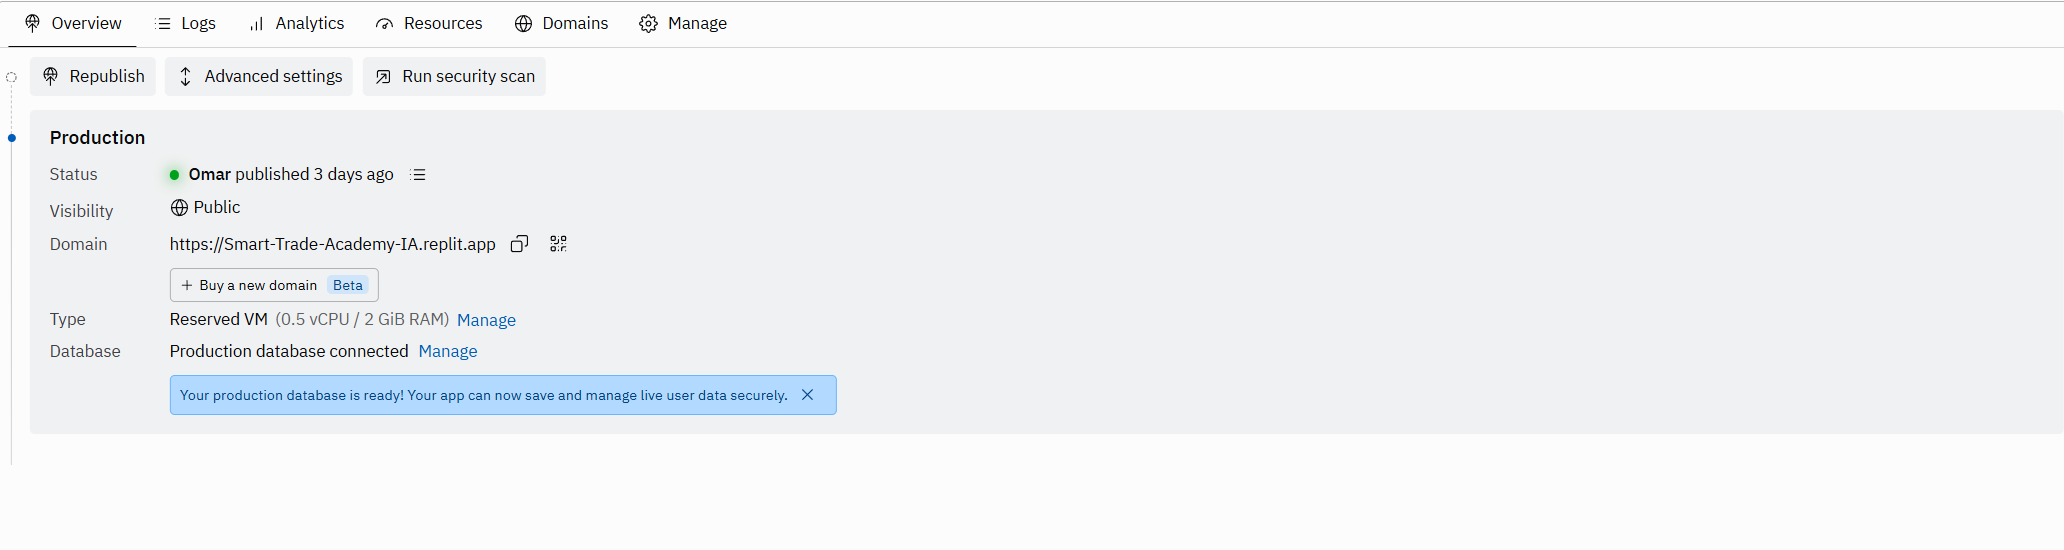 Overview Logs Analytics Resources Domains Manage
Republish Advanced settings Run security scan
Production
Status Omar published 3 days ago
Visibility Public
Domain https://Smart-Trade-Academy-IA.replit.app
+ Buy a new domain Beta
Type Reserved VM (0.5 vCPU / 2 GiB RAM) Manage
Database Production database connected Manage
Your production database is ready! Your app can now save and manage live user data securely.